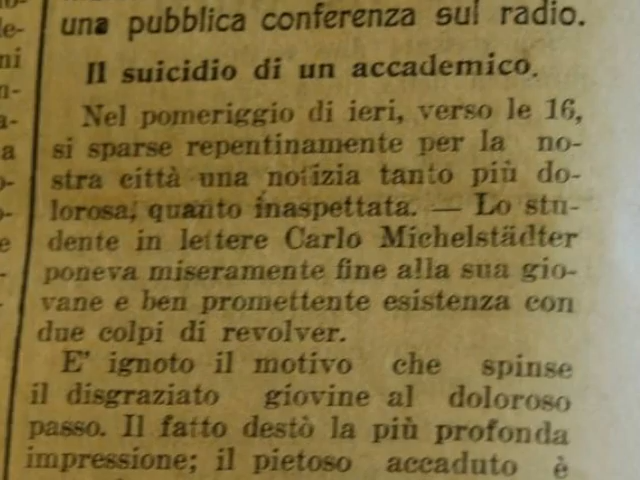 una pubblica conferenza sul radio.
Il suicidio di un accademico.
Nel pomeriggio di ieri, verso le 16,
si sparse repentinamente per la no-
stra città una notizia tanto più do-
lorosa, quanto inaspettata. — Lo stu-
dente in lettere Carlo Michelstädter
poneva miseramente fine alla sua gio-
vane e ben promettente esistenza con
due colpi di revolver.
E' ignoto il motivo che spinse
il disgraziato giovine al doloroso
passo. Il fatto destò la più profonda
impressione; il pietoso accaduto è